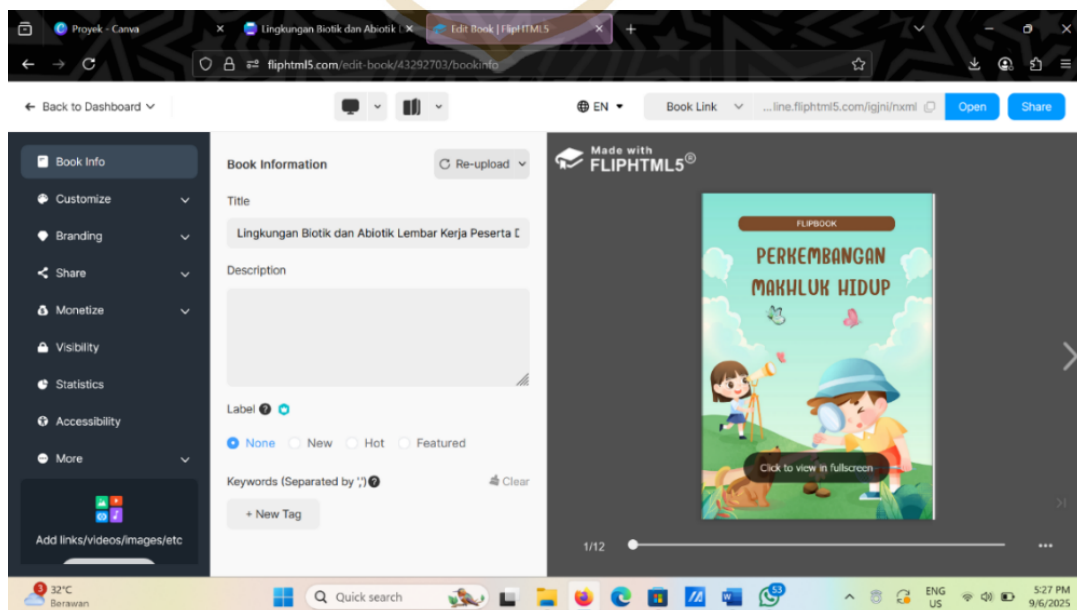 Proyek - Canva
Lingkungan Biotik dan Abiotik
Edit Book | FlipHTML5
fliphtml5.com/edit-book/43292703/bookinfo
Back to Dashboard
EN
Book Link
...line.fliphtml5.com/igjni/nxml
Open
Share
Book Info
Customize
Branding
Share
Monetize
Visibility
Statistics
Accessibility
More
Add links/videos/images/etc
Book Information
Re-upload
Title
Lingkungan Biotik dan Abiotik Lembar Kerja Peserta D
Description
Label
None New Hot Featured
Keywords (Separated by ',')
Clear
+ New Tag
Made with
FLIPHTML5®
FLIPBOOK
PERKEMBANGAN
MAKHLUK HIDUP
Click to view in fullscreen
1/12
3
32°C
Berawan
Quick search
W
53
ENG
US
5:27 PM
9/6/2025